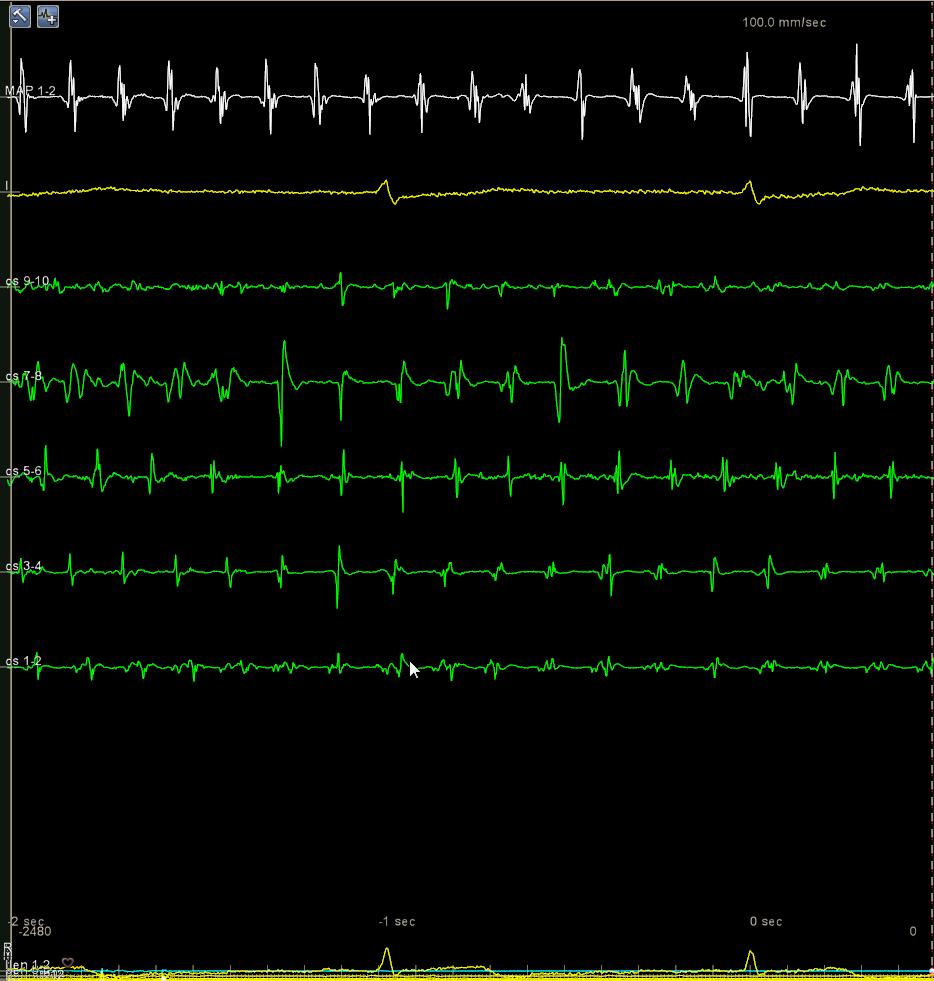 100.0 mm/sec
MAP 1-2
I
cs 9-10
cs 7-8
cs 5-6
cs 3-4
cs 1-2
-2 sec
-1 sec
0 sec
-2480
0